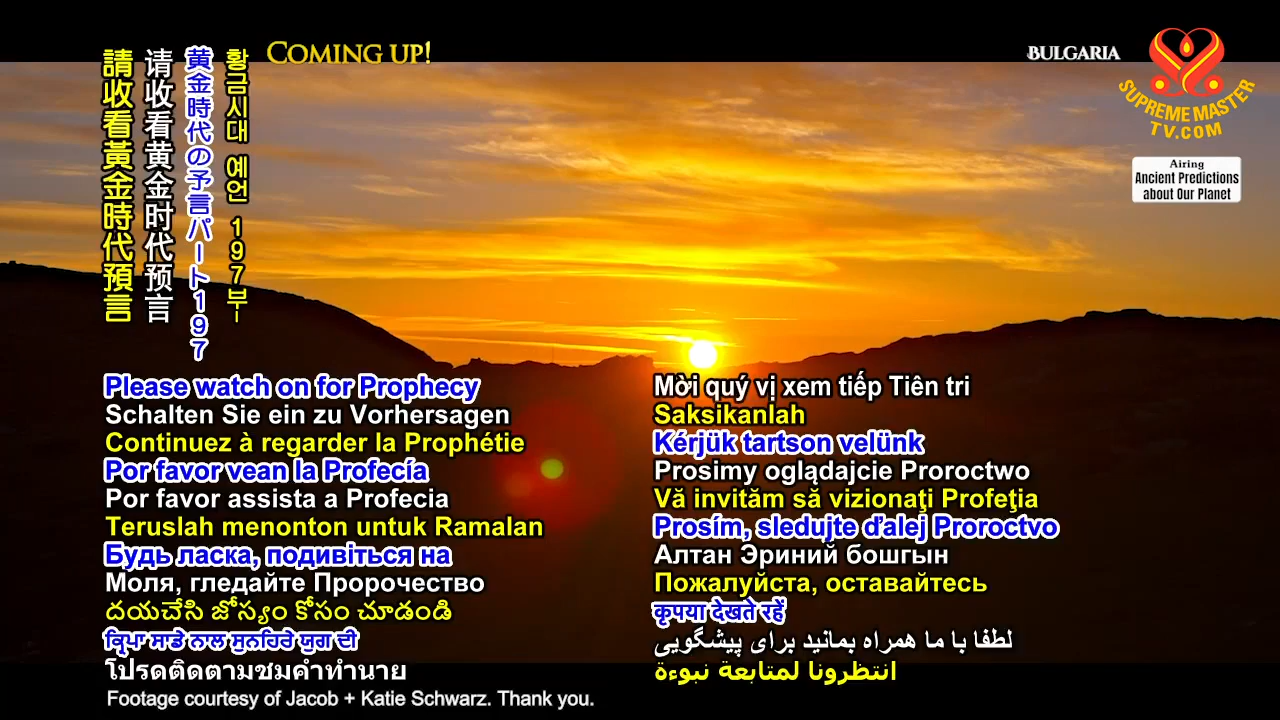 COMING UP!
BULGARIA
SUPREME MASTER
TV.COM
Airing
Ancient Predictions
about Our Planet
請收看黃金時代預言
请收看黄金时代预言
黄金時代の予言パート197
황금시대 예언 197부-
Please watch on for Prophecy
Schalten Sie ein zu Vorhersagen
Continuez à regarder la Prophétie
Por favor vean la Profecía
Por favor assista a Profecia
Teruslah menonton untuk Ramalan
Будь ласка, подивіться на
Моля, гледайте Пророчество
దయచేసి జోస్యం కోసం చూడండి
ਕ੍ਰਿਪਾ ਸਾਡੇ ਨਾਲ ਸੁਨਹਿਰੇ ਯੁਗ ਦੀ
โปรดติดตามชมคำทำนาย
Mời quý vị xem tiếp Tiên tri
Saksikanlah
Kérjük tartson velünk
Prosimy oglądajcie Proroctwo
Vă invităm să vizionaţi Profeţia
Prosím, sledujte ďalej Proroctvo
Алтан Эриний бошгын
Пожалуйста, оставайтесь
कृपया देखते रहें
لطفا با ما همراه بمانید برای پیشگویی
انتظرونا لمتابعة نبوءة
Footage courtesy of Jacob + Katie Schwarz. Thank you.